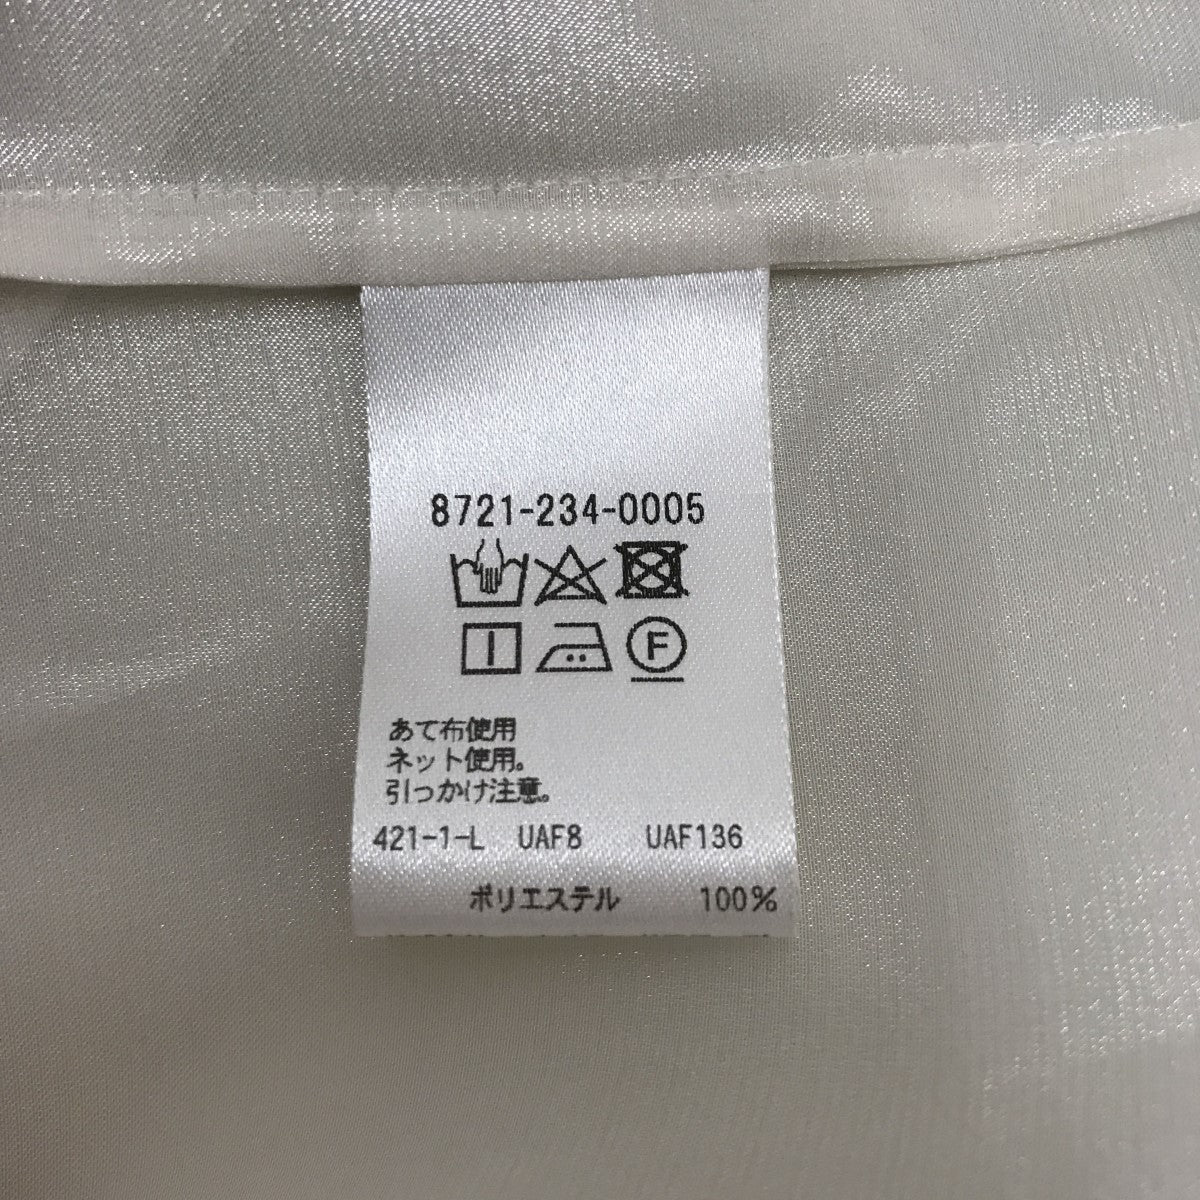 8721-234-0005
F
あて布使用
ネット使用。
引っかけ注意。
421-1-L UAF8 UAF136
ポリエステル 100%